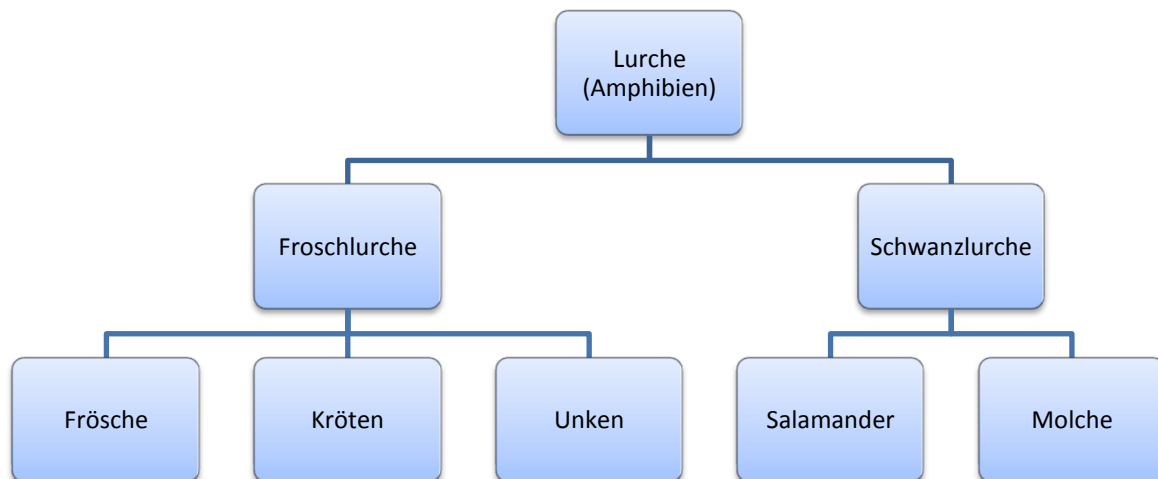 Lurche
(Amphibien)
Froschlurche
Schwanzlurche
Frösche
Kröten
Unken
Salamander
Molche